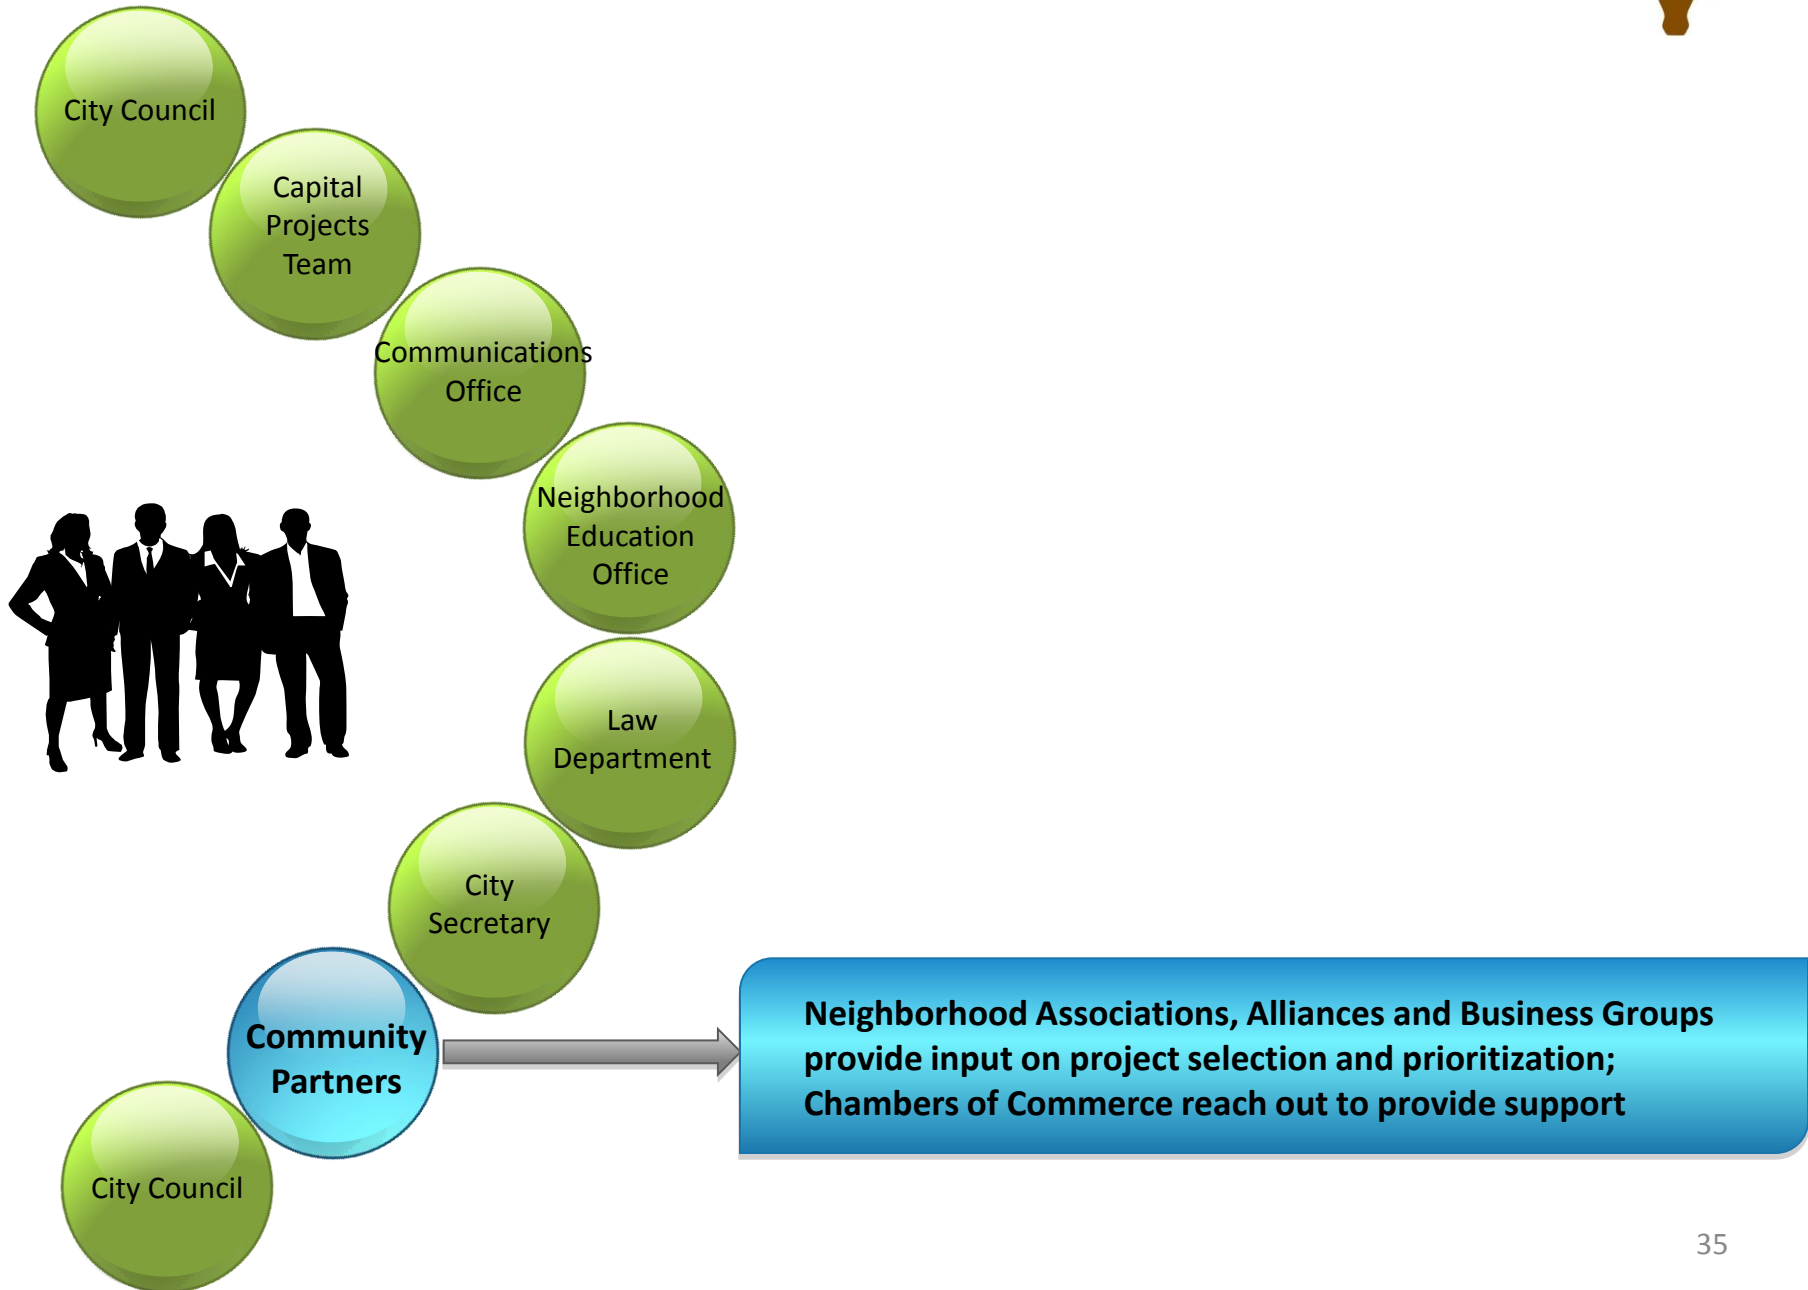 City Council
Capital
Projects
Team
Communications
Office
Neighborhood
Education
Office
Law
Department
City
Secretary
Community
Partners
Neighborhood Associations, Alliances and Business Groups
provide input on project selection and prioritization;
Chambers of Commerce reach out to provide support
City Council
35